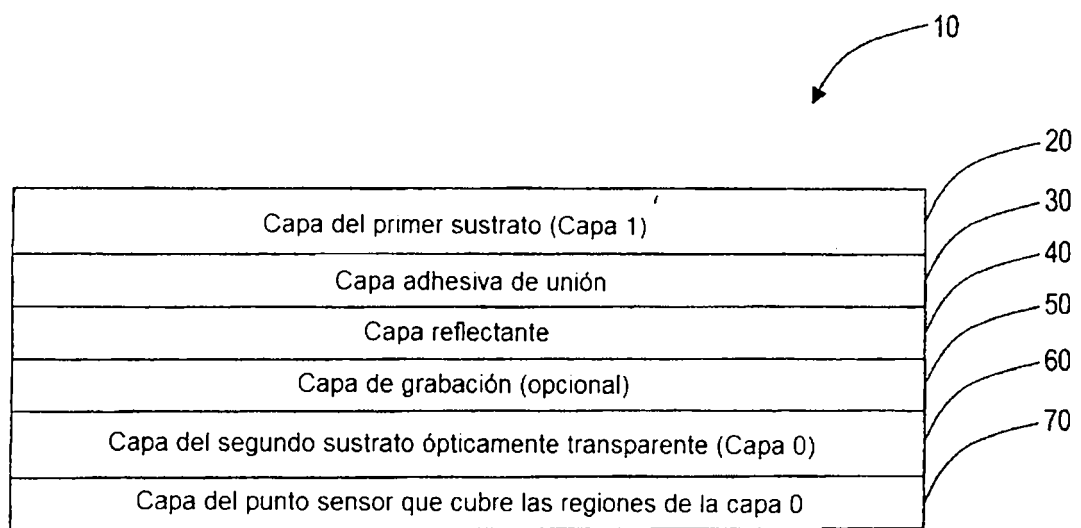 10
20
Capa del primer sustrato (Capa 1)
30
Capa adhesiva de unión
40
Capa reflectante
50
Capa de grabación (opcional)
60
Capa del segundo sustrato ópticamente transparente (Capa 0)
70
Capa del punto sensor que cubre las regiones de la capa 0